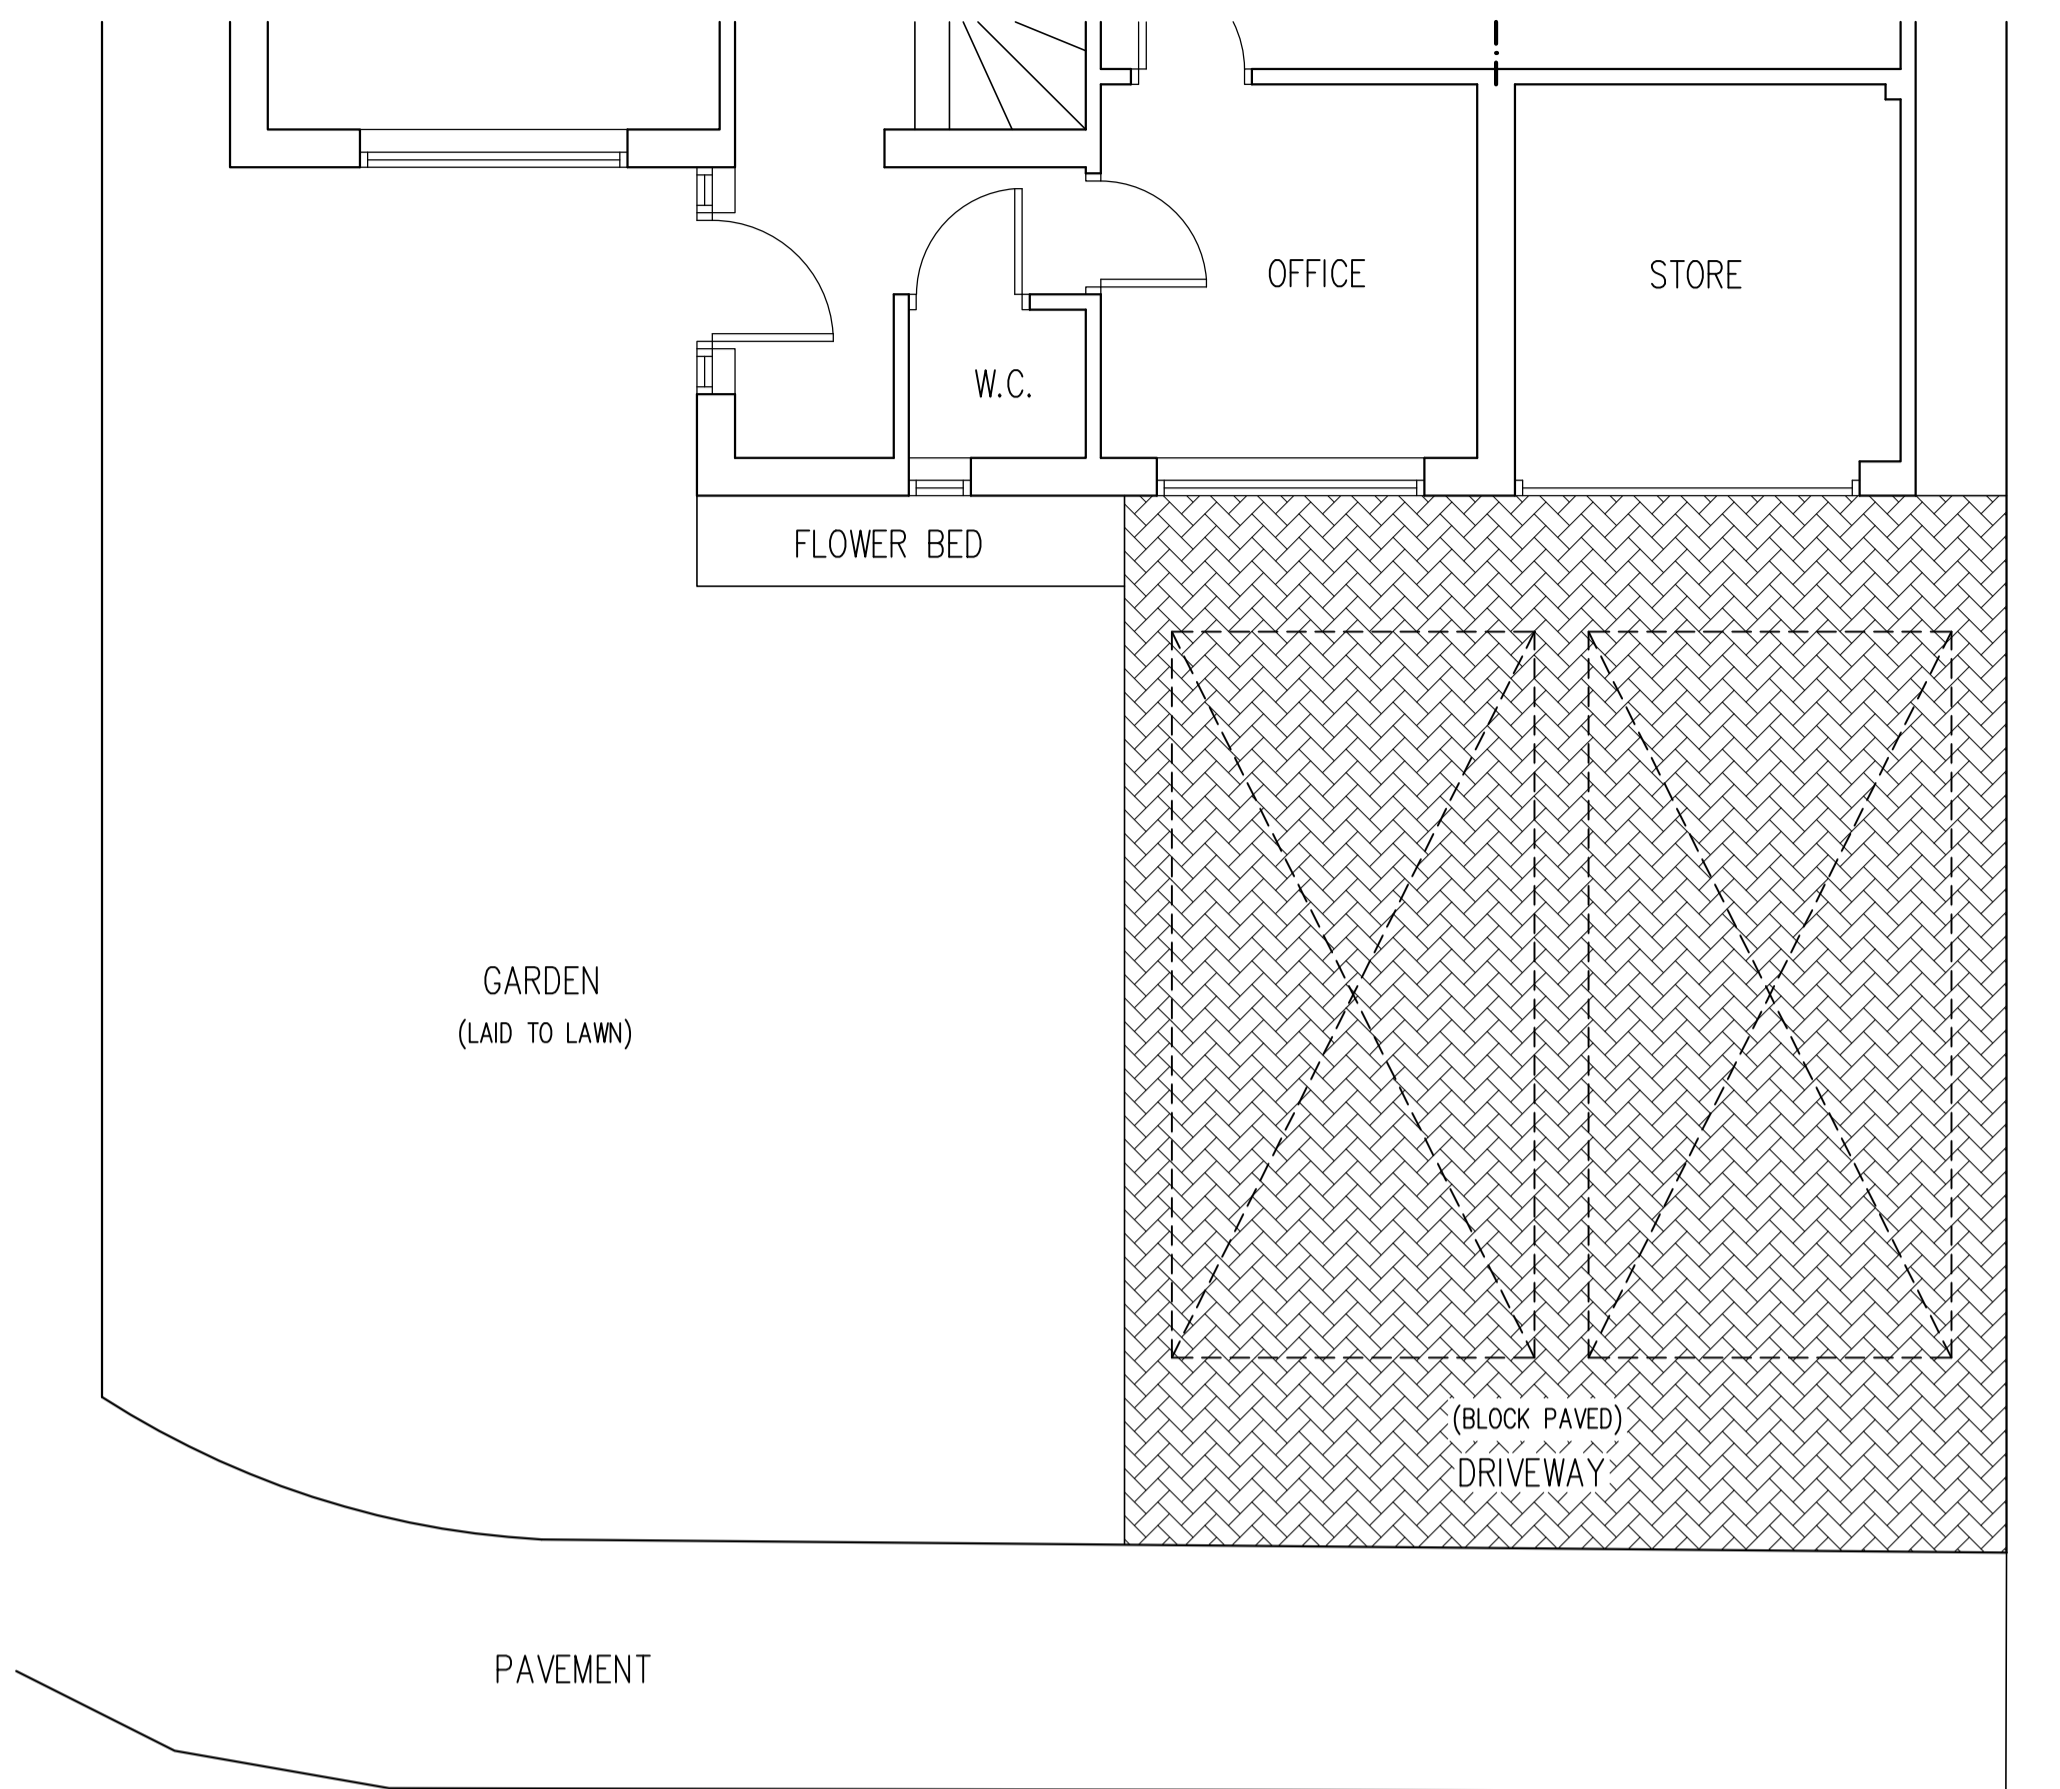 OFFICE
STORE
W.C.
FLOWER BED
GARDEN
(LAID TO LAWN)
(BLOCK PAVED)
DRIVEWAY
PAVEMENT